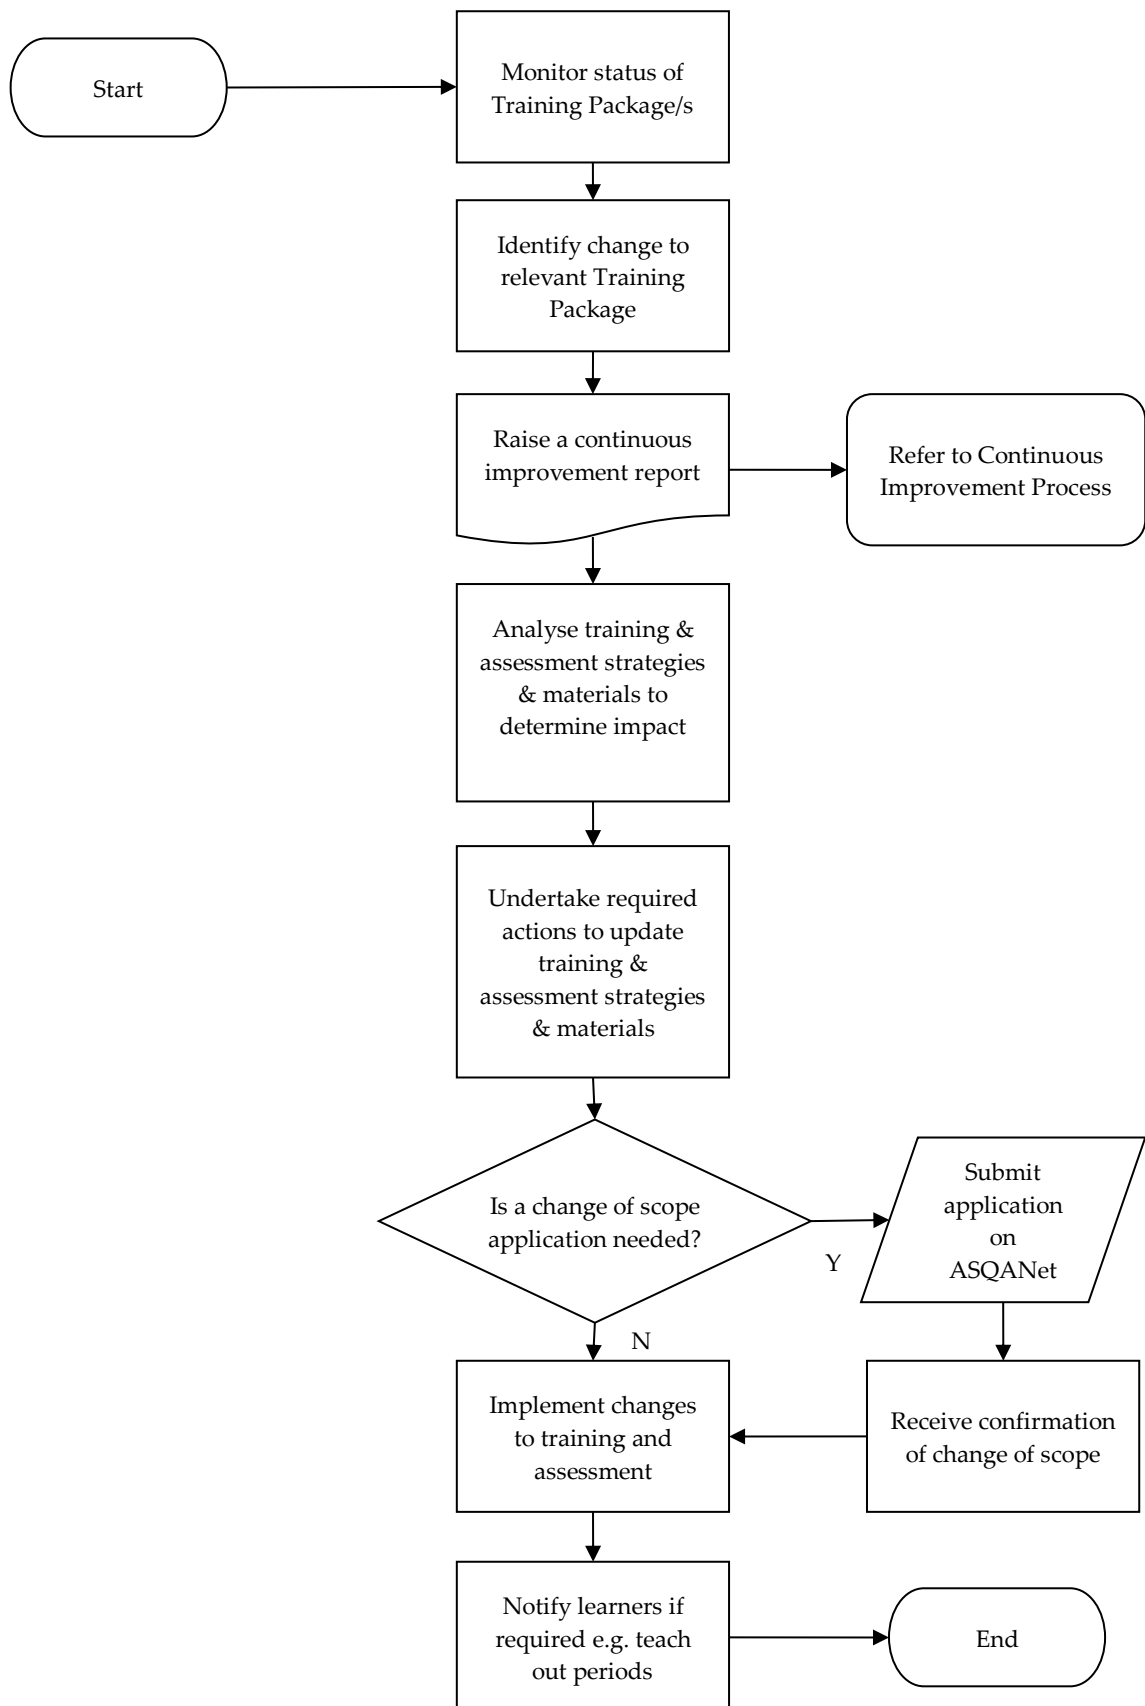 Start
Monitor status of
Training Package/s
Identify change to
relevant Training
Package
Raise a continuous
improvement report
Refer to Continuous
Improvement Process
Analyse training &
assessment strategies
& materials to
determine impact
Undertake required
actions to update
training &
assessment strategies
& materials
Is a change of scope
application needed?
Y
Submit
application
on
ASQANet
N
Implement changes
to training and
assessment
Receive confirmation
of change of scope
Notify learners if
required e.g. teach
out periods
End